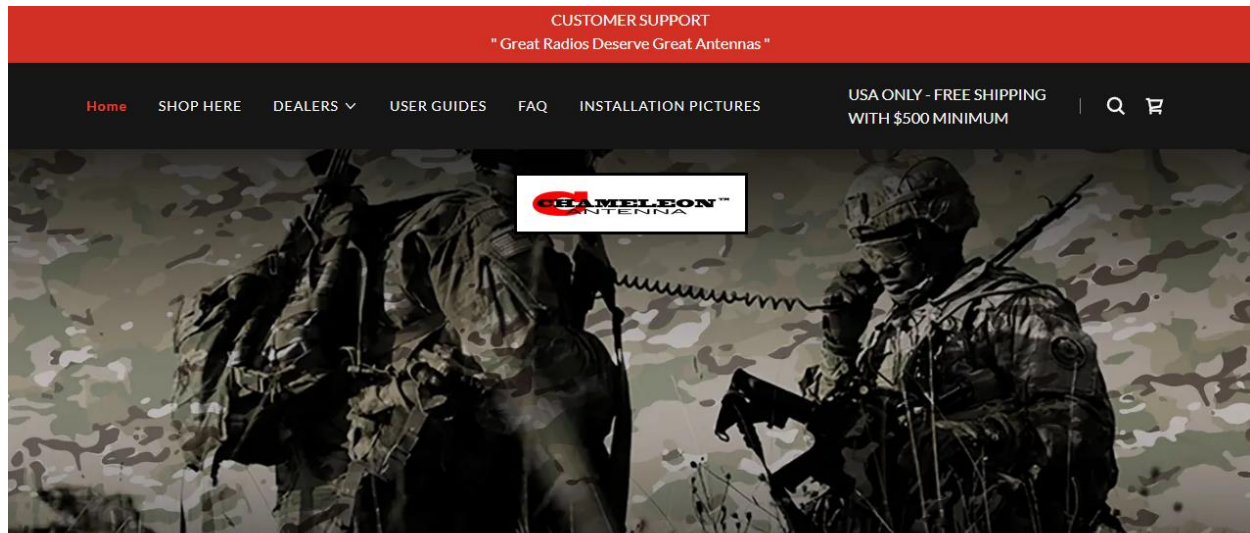 CUSTOMER SUPPORT
" Great Radios Deserve Great Antennas "
Home SHOP HERE DEALERS USER GUIDES FAQ INSTALLATION PICTURES
USA ONLY - FREE SHIPPING
WITH $500 MINIMUM
CHAMELEON™
ANTENNA